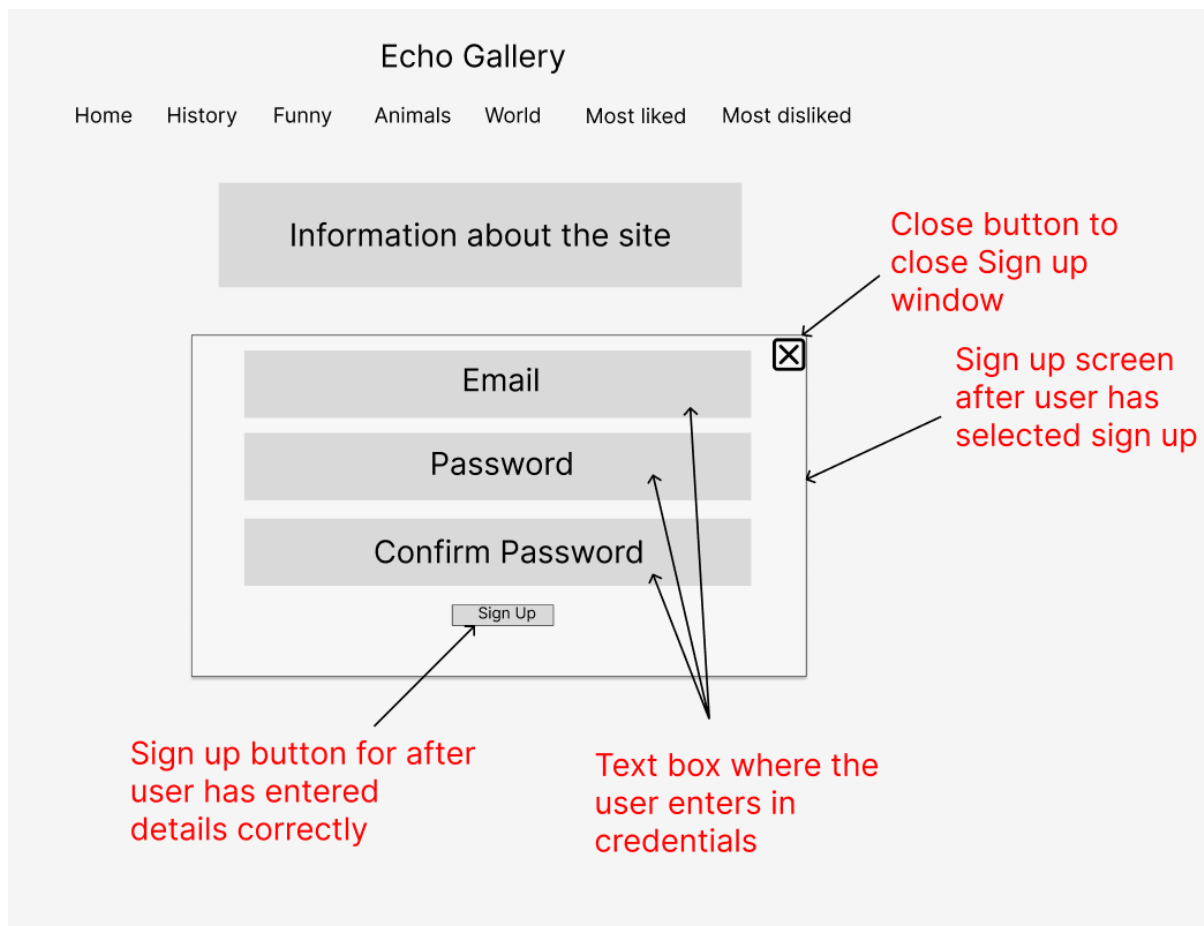 Echo Gallery
Home History Funny Animals World Most liked Most disliked
Information about the site
Close button to
close Sign up
window
Sign up screen
after user has
selected sign up
Email
Password
Confirm Password
Sign Up
Sign up button for after
user has entered
details correctly
Text box where the
user enters in
credentials